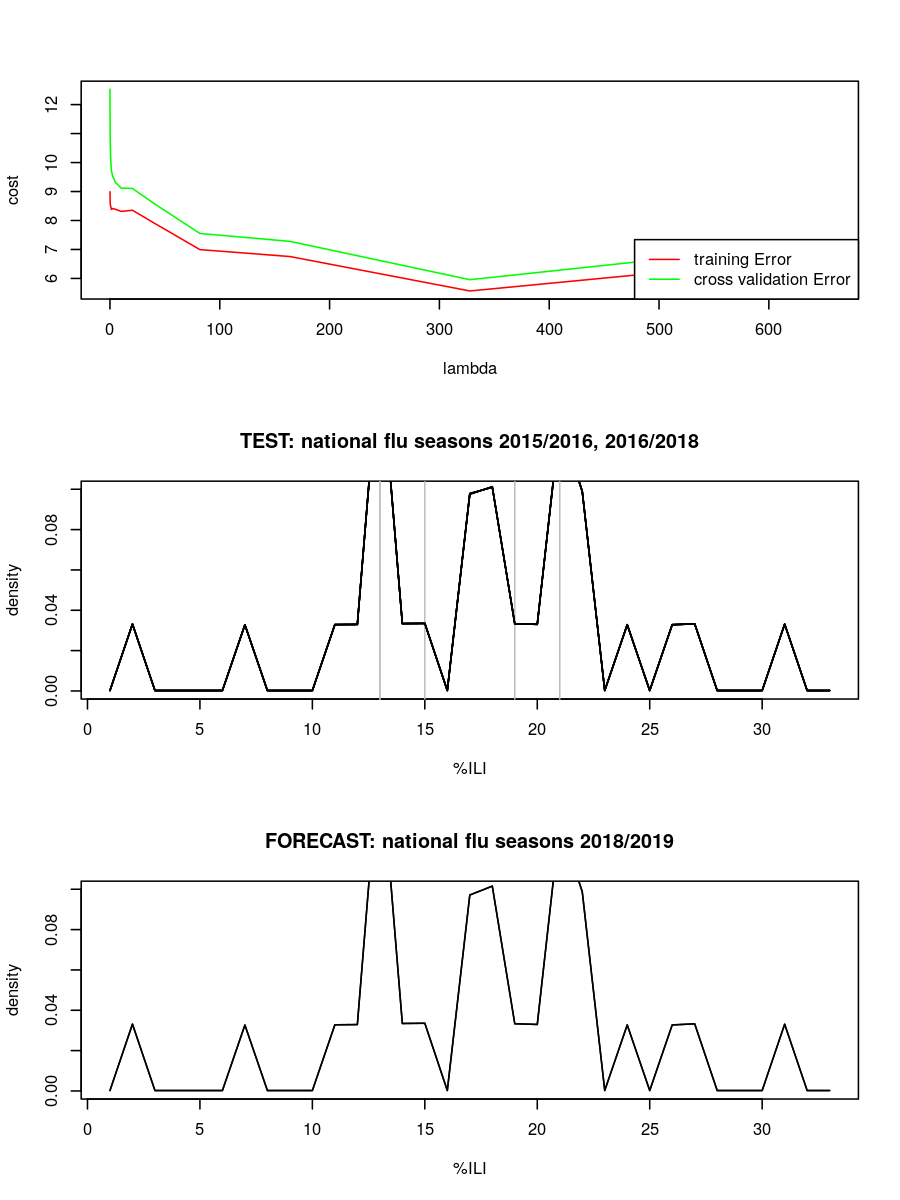 cost
12
10
9
8
7
6
training Error
cross validation Error
0 100 200 300 400 500 600
lambda
TEST: national flu seasons 2015/2016, 2016/2018
density
0.08
0.04
0.00
0 5 10 15 20 25 30
%ILI
FORECAST: national flu seasons 2018/2019
density
0.08
0.04
0.00
0 5 10 15 20 25 30
%ILI